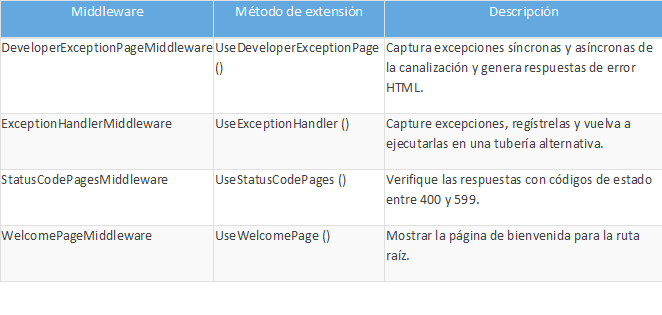 Middleware Método de extensión Descripción
DeveloperExceptionPageMiddleware UseDeveloperExceptionPage Captura excepciones síncronas y asíncronas de
() la canalización y genera respuestas de error
HTML.
ExceptionHandlerMiddleware UseExceptionHandler () Capture excepciones, regístrelas y vuelva a
ejecutarlas en una tubería alternativa.
StatusCodePagesMiddleware UseStatusCodePages () Verifique las respuestas con códigos de estado
entre 400 y 599.
WelcomePageMiddleware UseWelcomePage () Mostrar la página de bienvenida para la ruta
raíz.